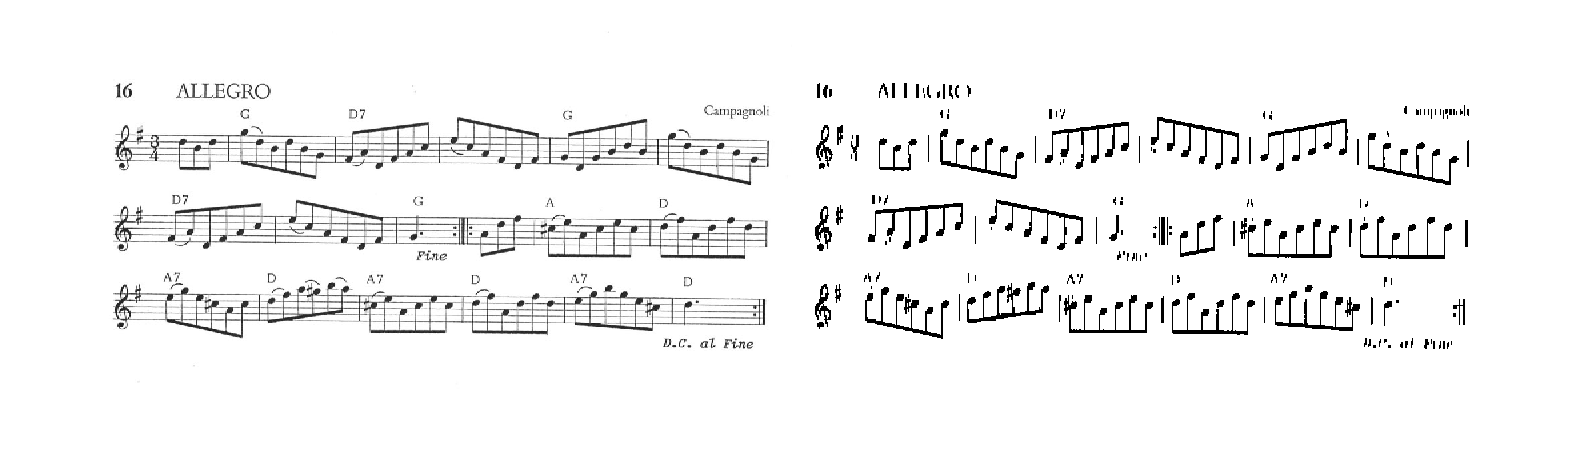 16 ALLEGRO
Campagnoli
G D7 G
D7 G A D
Fine
A7 D A7 D A7 D
D.C. al Fine
16 ALLEGRO
Campagnoli
G D7 G
D7 G A D
Fine
A7 D A7 D A7 D
D.C. al Fine